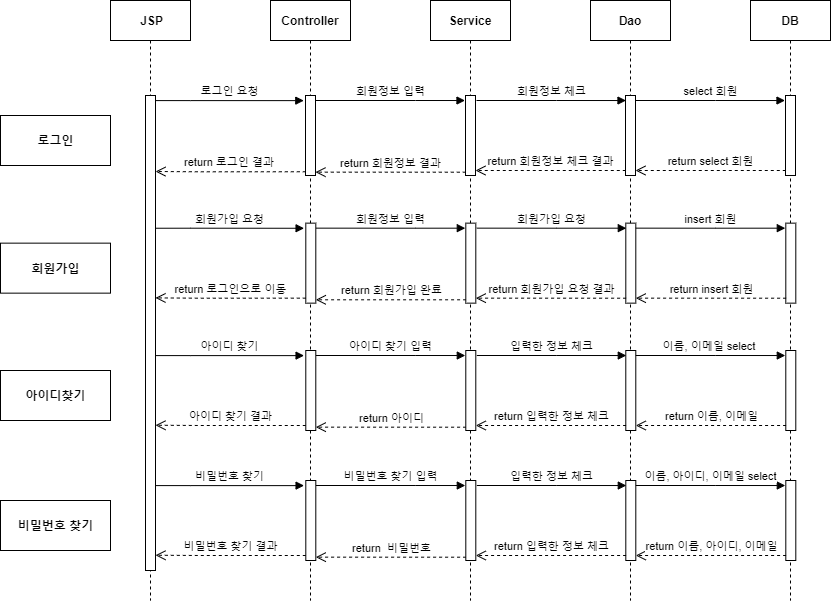 JSP
Controller
Service
Dao
DB
로그인
로그인 요청
회원정보 입력
회원정보 체크
select 회원
return 로그인 결과
return 회원정보 결과
return 회원정보 체크 결과
return select 회원
회원가입
회원가입 요청
회원정보 입력
회원가입 요청
insert 회원
return 로그인으로 이동
return 회원가입 완료
return 회원가입 요청 결과
return insert 회원
아이디찾기
아이디 찾기
아이디 찾기 입력
입력한 정보 체크
이름, 이메일 select
아이디 찾기 결과
return 아이디
return 입력한 정보 체크
return 이름, 이메일
비밀번호 찾기
비밀번호 찾기
비밀번호 찾기 입력
입력한 정보 체크
이름, 아이디, 이메일 select
비밀번호 찾기 결과
return 비밀번호
return 입력한 정보 체크
return 이름, 아이디, 이메일